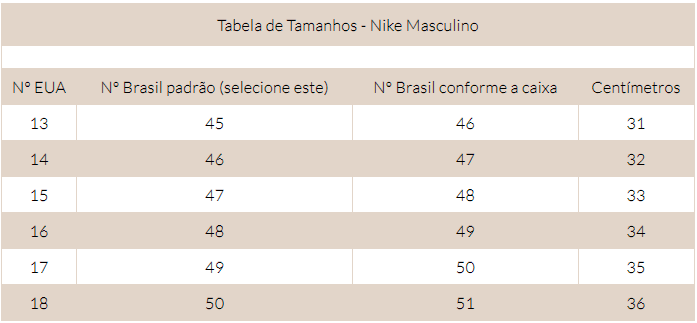 Tabela de Tamanhos - Nike Masculino
Nº EUA Nº Brasil padrão (selecione este) Nº Brasil conforme a caixa Centímetros
13 45 46 31
14 46 47 32
15 47 48 33
16 48 49 34
17 49 50 35
18 50 51 36